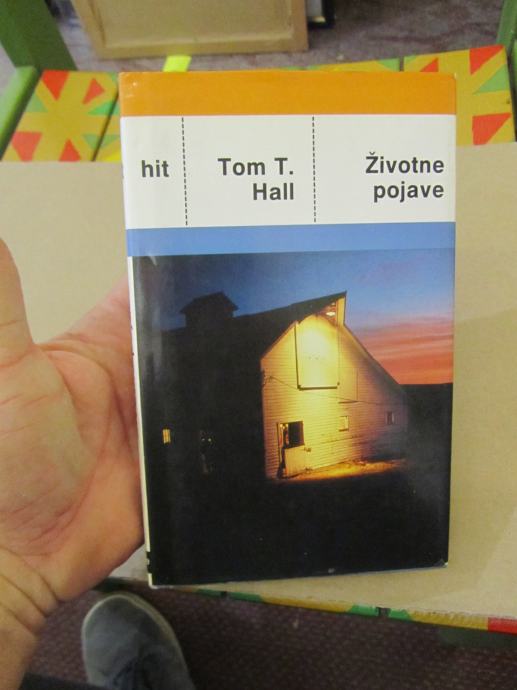 hit
Tom T.
Hall
Životne
pojave